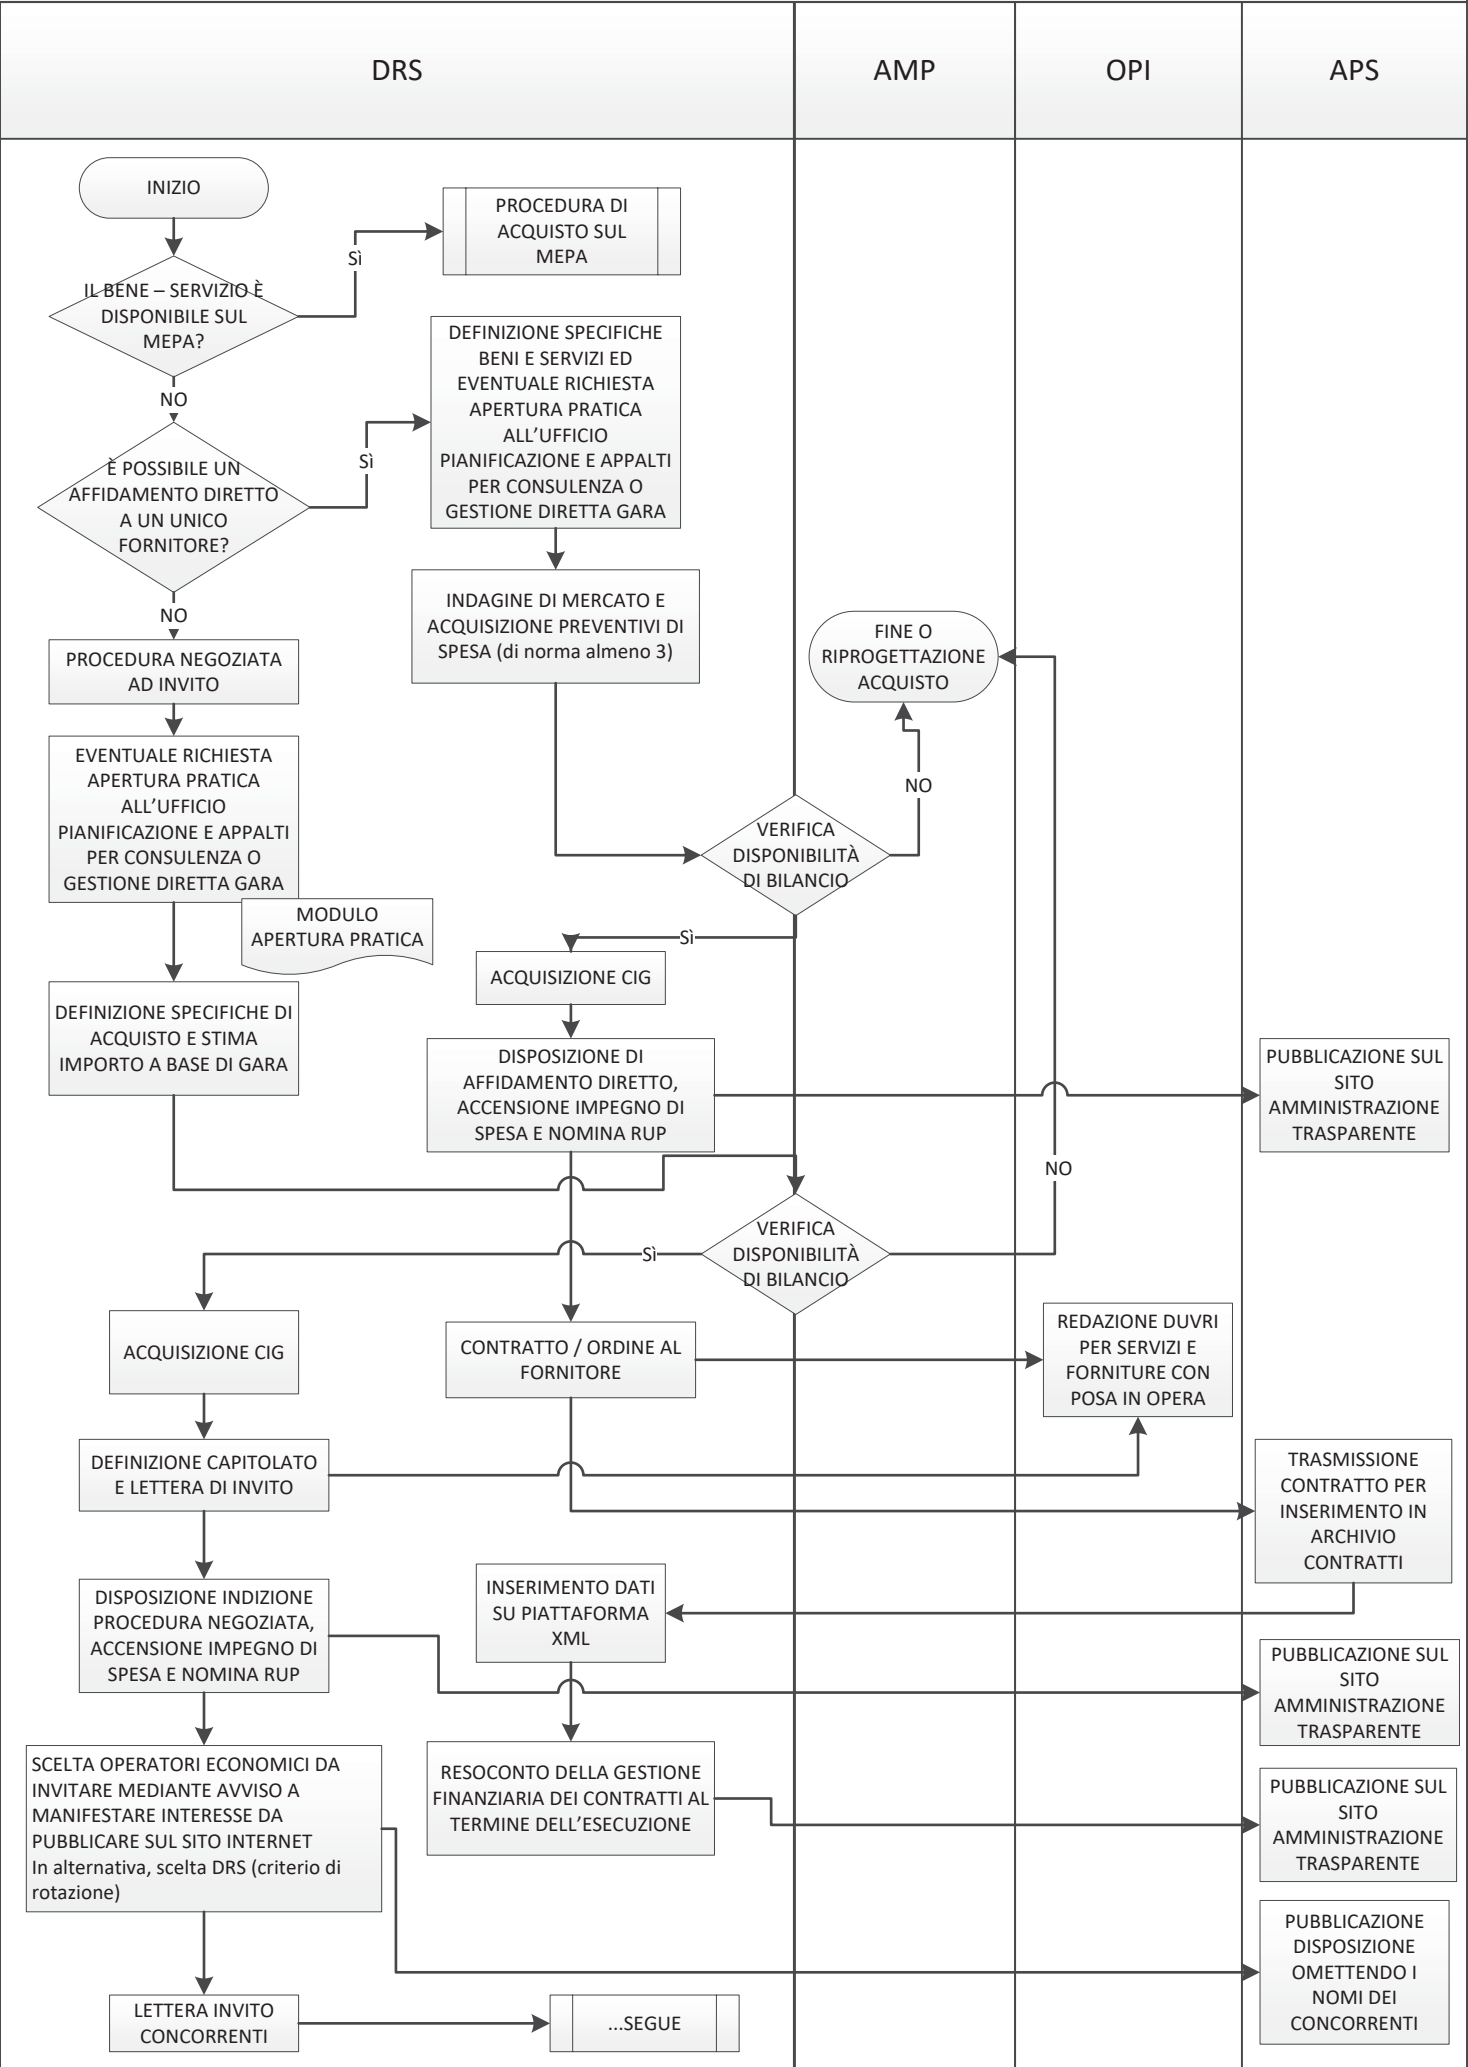 DRS
AMP
OPI
APS
INIZIO
PROCEDURA DI
ACQUISTO SUL
MEPA
Sì
IL BENE – SERVIZIO È
DISPONIBILE SUL
MEPA?
NO
DEFINIZIONE SPECIFICHE
BENI E SERVIZI ED
EVENTUALE RICHIESTA
APERTURA PRATICA
ALL'UFFICIO
PIANIFICAZIONE E APPALTI
PER CONSULENZA O
GESTIONE DIRETTA GARA
Sì
È POSSIBILE UN
AFFIDAMENTO DIRETTO
A UN UNICO
FORNITORE?
NO
INDAGINE DI MERCATO E
ACQUISIZIONE PREVENTIVI DI
SPESA (di norma almeno 3)
FINE O
RIPROGETTAZIONE
ACQUISTO
PROCEDURA NEGOZIATA
AD INVITO
EVENTUALE RICHIESTA
APERTURA PRATICA
ALL'UFFICIO
PIANIFICAZIONE E APPALTI
PER CONSULENZA O
GESTIONE DIRETTA GARA
NO
VERIFICA
DISPONIBILITÀ
DI BILANCIO
MODULO
APERTURA PRATICA
Sì
ACQUISIZIONE CIG
DEFINIZIONE SPECIFICHE DI
ACQUISTO E STIMA
IMPORTO A BASE DI GARA
DISPOSIZIONE DI
AFFIDAMENTO DIRETTO,
ACCENSIONE IMPEGNO DI
SPESA E NOMINA RUP
PUBBLICAZIONE SUL
SITO
AMMINISTRAZIONE
TRASPARENTE
NO
VERIFICA
DISPONIBILITÀ
DI BILANCIO
Sì
ACQUISIZIONE CIG
CONTRATTO / ORDINE AL
FORNITORE
REDAZIONE DUVRI
PER SERVIZI E
FORNITURE CON
POSA IN OPERA
DEFINIZIONE CAPITOLATO
E LETTERA DI INVITO
TRASMISSIONE
CONTRATTO PER
INSERIMENTO IN
ARCHIVIO
CONTRATTI
DISPOSIZIONE INDIZIONE
PROCEDURA NEGOZIATA,
ACCENSIONE IMPEGNO DI
SPESA E NOMINA RUP
INSERIMENTO DATI
SU PIATTAFORMA
XML
PUBBLICAZIONE SUL
SITO
AMMINISTRAZIONE
TRASPARENTE
SCELTA OPERATORI ECONOMICI DA
INVITARE MEDIANTE AVVISO A
MANIFESTARE INTERESSE DA
PUBBLICARE SUL SITO INTERNET
In alternativa, scelta DRS (criterio di
rotazione)
RESOCONTO DELLA GESTIONE
FINANZIARIA DEI CONTRATTI AL
TERMINE DELL'ESECUZIONE
PUBBLICAZIONE SUL
SITO
AMMINISTRAZIONE
TRASPARENTE
PUBBLICAZIONE
DISPOSIZIONE
OMETTENDO I
NOMI DEI
CONCORRENTI
LETTERA INVITO
CONCORRENTI
...SEGUE